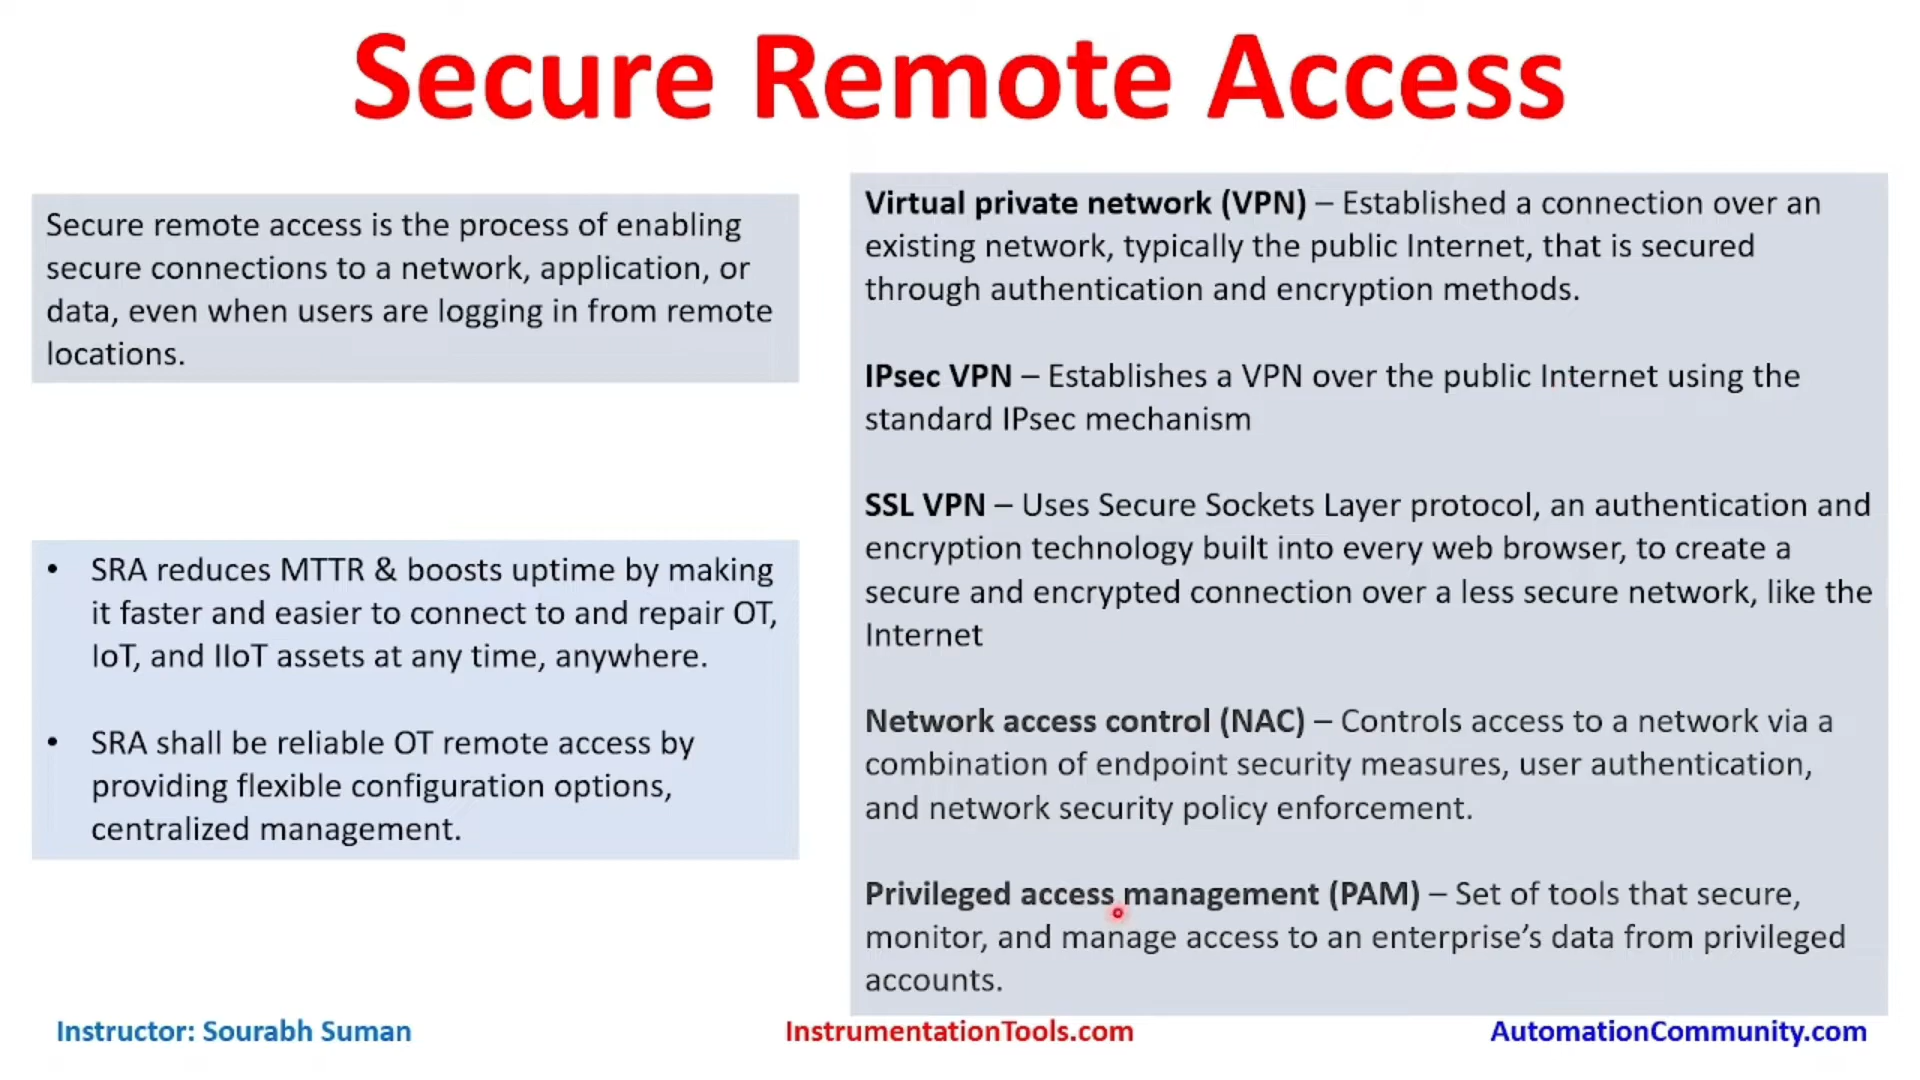 Secure Remote Access
Secure remote access is the process of enabling
secure connections to a network, application, or
data, even when users are logging in from remote
locations.
• SRA reduces MTTR & boosts uptime by making
it faster and easier to connect to and repair OT,
IoT, and IIoT assets at any time, anywhere.
• SRA shall be reliable OT remote access by
providing flexible configuration options,
centralized management.
Virtual private network (VPN) – Established a connection over an
existing network, typically the public Internet, that is secured
through authentication and encryption methods.
IPsec VPN – Establishes a VPN over the public Internet using the
standard IPsec mechanism
SSL VPN – Uses Secure Sockets Layer protocol, an authentication and
encryption technology built into every web browser, to create a
secure and encrypted connection over a less secure network, like the
Internet
Network access control (NAC) – Controls access to a network via a
combination of endpoint security measures, user authentication,
and network security policy enforcement.
Privileged access management (PAM) – Set of tools that secure,
monitor, and manage access to an enterprise’s data from privileged
accounts.
Instructor: Sourabh Suman
InstrumentationTools.com
AutomationCommunity.com